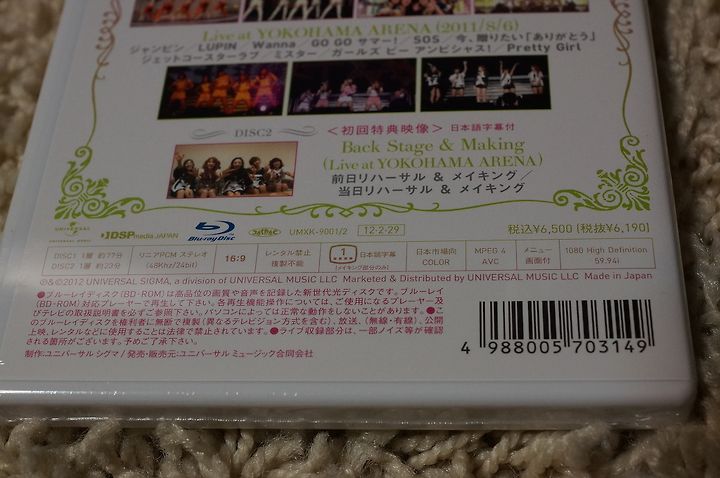 Live at YOKOHAMA ARENA (2011/8/6)
ジャンピン／LUPIN／Wanna／GO GO サマー!／SOS／今、贈りたい「ありがとう」
ジェットコースターラブ／ミスター／ガールズ ビー アンビシャス!／Pretty Girl
DISC2 ＜初回特典映像＞ 日本語字幕付
Back Stage & Making
(Live at YOKOHAMA ARENA)
前日リハーサル & メイキング／
当日リハーサル & メイキング
UNIVERSAL
DSP media JAPAN Blu-ray Disc UMXK-9001/2 12·2·29 税込¥6,500 (税抜¥6,190)
DISC1 1層 約77分
DISC2 1層 約23分
リニアPCM ステレオ
(48Khz/24bit)
16:9
レンタル禁止
複製不能
1 日本語字幕
(メイキング部分のみ)
日本市場向
COLOR
MPEG 4
AVC
メニュー
画面付
1080 High Definition
59.94i
℗&©2012 UNIVERSAL SIGMA, a division of UNIVERSAL MUSIC LLC Marketed & Distributed by UNIVERSAL MUSIC LLC Made in Japan
●ブルーレイディスク(BD-ROM)は高品位の画質や音声を記録した新世代光ディスクです。ブルーレイ
(BD-ROM)対応プレーヤーで再生して下さい。各再生機能操作については、ご使用になるプレーヤー及
びテレビの取扱説明書を必ずご参照下さい。パソコンによっては正常な動作をしないことがあります。●こ
のブルーレイディスクを権利者に無断で複製(異なるテレビジョン方式を含む)、放送、(無線・有線)、公開
上映、レンタルなどに使用することは法律で禁止されています。●ライブ収録部分は、一部ノイズ等が確認
される箇所がございます。予めご了承下さい。
制作:ユニバーサル シグマ／発売・販売元:ユニバーサル ミュージック合同会社
4 988005 703149